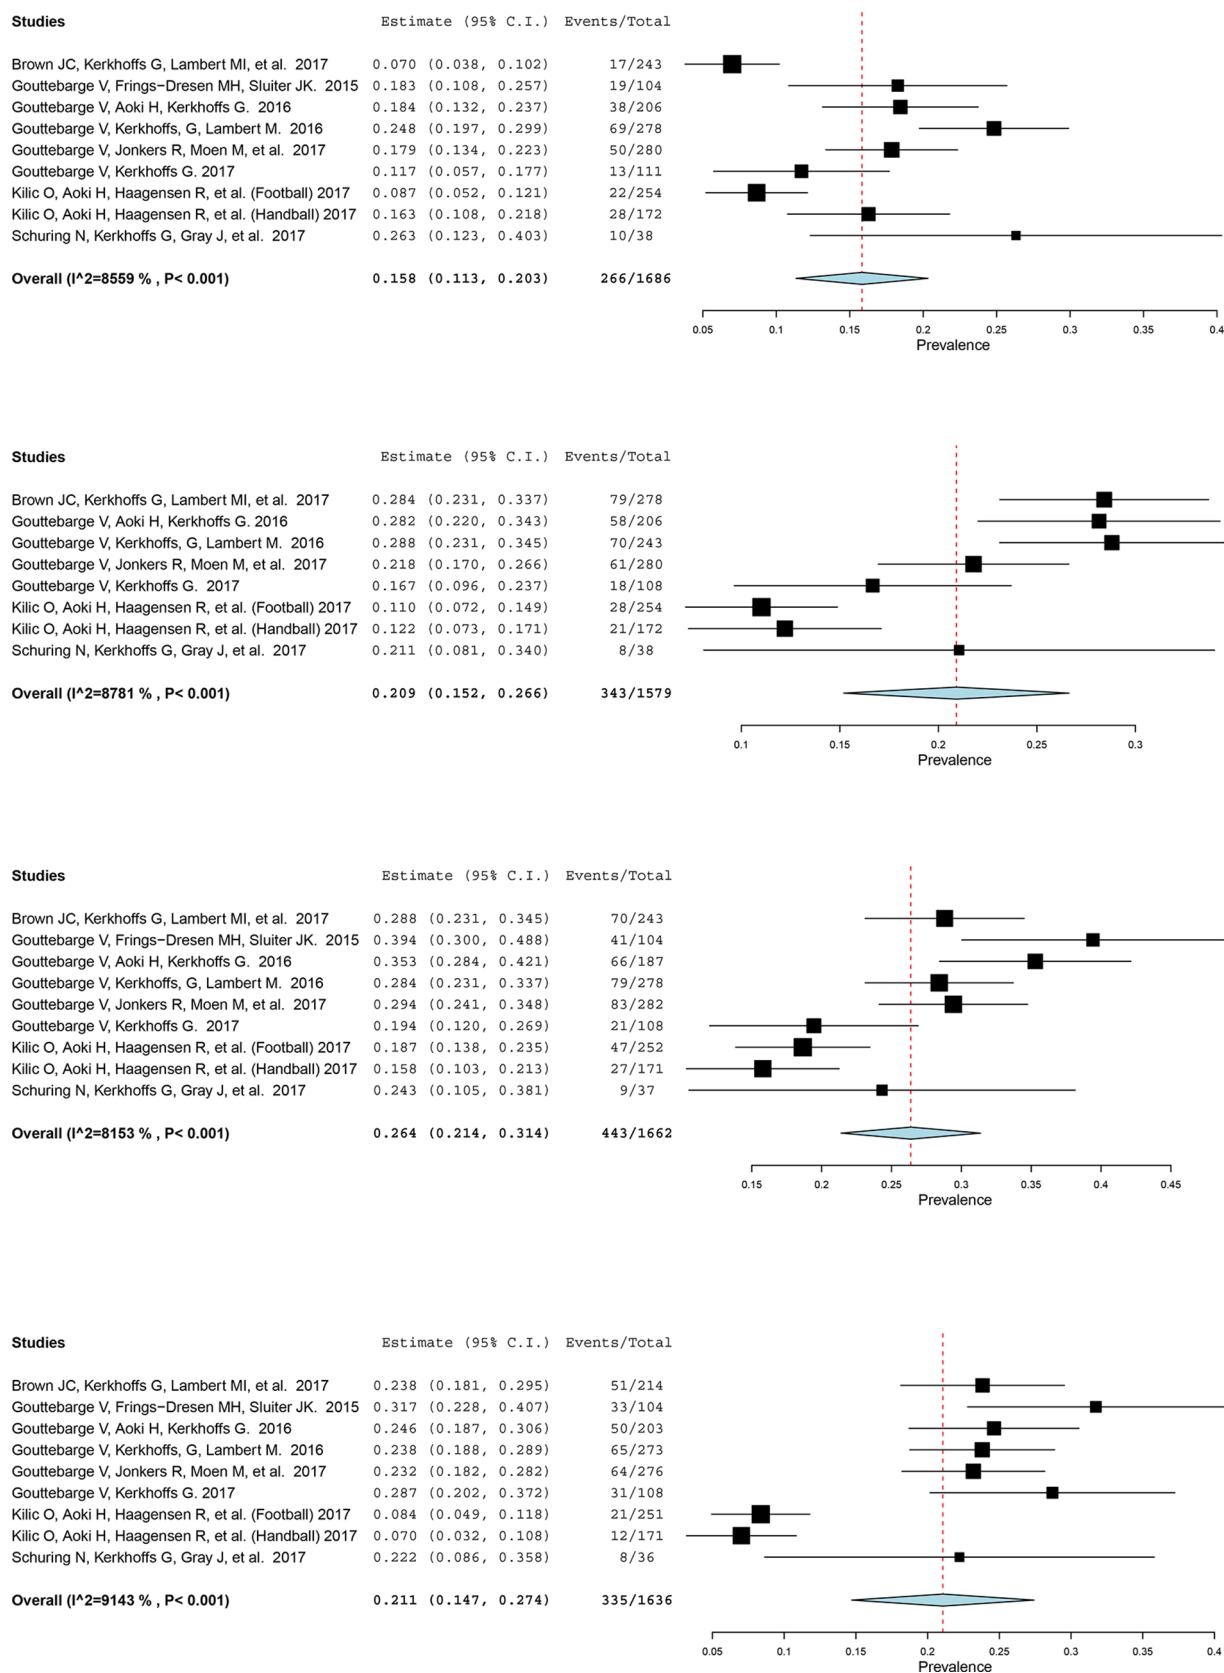 Studies Estimate (95% C.I.) Events/Total
Brown JC, Kerkhoffs G, Lambert MI, et al. 2017 0.070 (0.038, 0.102) 17/243
Gouttebarge V, Frings−Dresen MH, Sluiter JK. 2015 0.183 (0.108, 0.257) 19/104
Gouttebarge V, Aoki H, Kerkhoffs G. 2016 0.184 (0.132, 0.237) 38/206
Gouttebarge V, Kerkhoffs, G, Lambert M. 2016 0.248 (0.197, 0.299) 69/278
Gouttebarge V, Jonkers R, Moen M, et al. 2017 0.179 (0.134, 0.223) 50/280
Gouttebarge V, Kerkhoffs G. 2017 0.117 (0.057, 0.177) 13/111
Kilic O, Aoki H, Haagensen R, et al. (Football) 2017 0.087 (0.052, 0.121) 22/254
Kilic O, Aoki H, Haagensen R, et al. (Handball) 2017 0.163 (0.108, 0.218) 28/172
Schuring N, Kerkhoffs G, Gray J, et al. 2017 0.263 (0.123, 0.403) 10/38
Overall (I^2=8559 % , P< 0.001) 0.158 (0.113, 0.203) 266/1686
0.05 0.1 0.15 0.2 0.25 0.3 0.35 0.4
Prevalence
Studies Estimate (95% C.I.) Events/Total
Brown JC, Kerkhoffs G, Lambert MI, et al. 2017 0.284 (0.231, 0.337) 79/278
Gouttebarge V, Aoki H, Kerkhoffs G. 2016 0.282 (0.220, 0.343) 58/206
Gouttebarge V, Kerkhoffs, G, Lambert M. 2016 0.288 (0.231, 0.345) 70/243
Gouttebarge V, Jonkers R, Moen M, et al. 2017 0.218 (0.170, 0.266) 61/280
Gouttebarge V, Kerkhoffs G. 2017 0.167 (0.096, 0.237) 18/108
Kilic O, Aoki H, Haagensen R, et al. (Football) 2017 0.110 (0.072, 0.149) 28/254
Kilic O, Aoki H, Haagensen R, et al. (Handball) 2017 0.122 (0.073, 0.171) 21/172
Schuring N, Kerkhoffs G, Gray J, et al. 2017 0.211 (0.081, 0.340) 8/38
Overall (I^2=8781 % , P< 0.001) 0.209 (0.152, 0.266) 343/1579
0.1 0.15 0.2 0.25 0.3
Prevalence
Studies Estimate (95% C.I.) Events/Total
Brown JC, Kerkhoffs G, Lambert MI, et al. 2017 0.288 (0.231, 0.345) 70/243
Gouttebarge V, Frings−Dresen MH, Sluiter JK. 2015 0.394 (0.300, 0.488) 41/104
Gouttebarge V, Aoki H, Kerkhoffs G. 2016 0.353 (0.284, 0.421) 66/187
Gouttebarge V, Kerkhoffs, G, Lambert M. 2016 0.284 (0.231, 0.337) 79/278
Gouttebarge V, Jonkers R, Moen M, et al. 2017 0.294 (0.241, 0.348) 83/282
Gouttebarge V, Kerkhoffs G. 2017 0.194 (0.120, 0.269) 21/108
Kilic O, Aoki H, Haagensen R, et al. (Football) 2017 0.187 (0.138, 0.235) 47/252
Kilic O, Aoki H, Haagensen R, et al. (Handball) 2017 0.158 (0.103, 0.213) 27/171
Schuring N, Kerkhoffs G, Gray J, et al. 2017 0.243 (0.105, 0.381) 9/37
Overall (I^2=8153 % , P< 0.001) 0.264 (0.214, 0.314) 443/1662
0.15 0.2 0.25 0.3 0.35 0.4 0.45
Prevalence
Studies Estimate (95% C.I.) Events/Total
Brown JC, Kerkhoffs G, Lambert MI, et al. 2017 0.238 (0.181, 0.295) 51/214
Gouttebarge V, Frings−Dresen MH, Sluiter JK. 2015 0.317 (0.228, 0.407) 33/104
Gouttebarge V, Aoki H, Kerkhoffs G. 2016 0.246 (0.187, 0.306) 50/203
Gouttebarge V, Kerkhoffs, G, Lambert M. 2016 0.238 (0.188, 0.289) 65/273
Gouttebarge V, Jonkers R, Moen M, et al. 2017 0.232 (0.182, 0.282) 64/276
Gouttebarge V, Kerkhoffs G. 2017 0.287 (0.202, 0.372) 31/108
Kilic O, Aoki H, Haagensen R, et al. (Football) 2017 0.084 (0.049, 0.118) 21/251
Kilic O, Aoki H, Haagensen R, et al. (Handball) 2017 0.070 (0.032, 0.108) 12/171
Schuring N, Kerkhoffs G, Gray J, et al. 2017 0.222 (0.086, 0.358) 8/36
Overall (I^2=9143 % , P< 0.001) 0.211 (0.147, 0.274) 335/1636
0.05 0.1 0.15 0.2 0.25 0.3 0.35 0.4
Prevalence